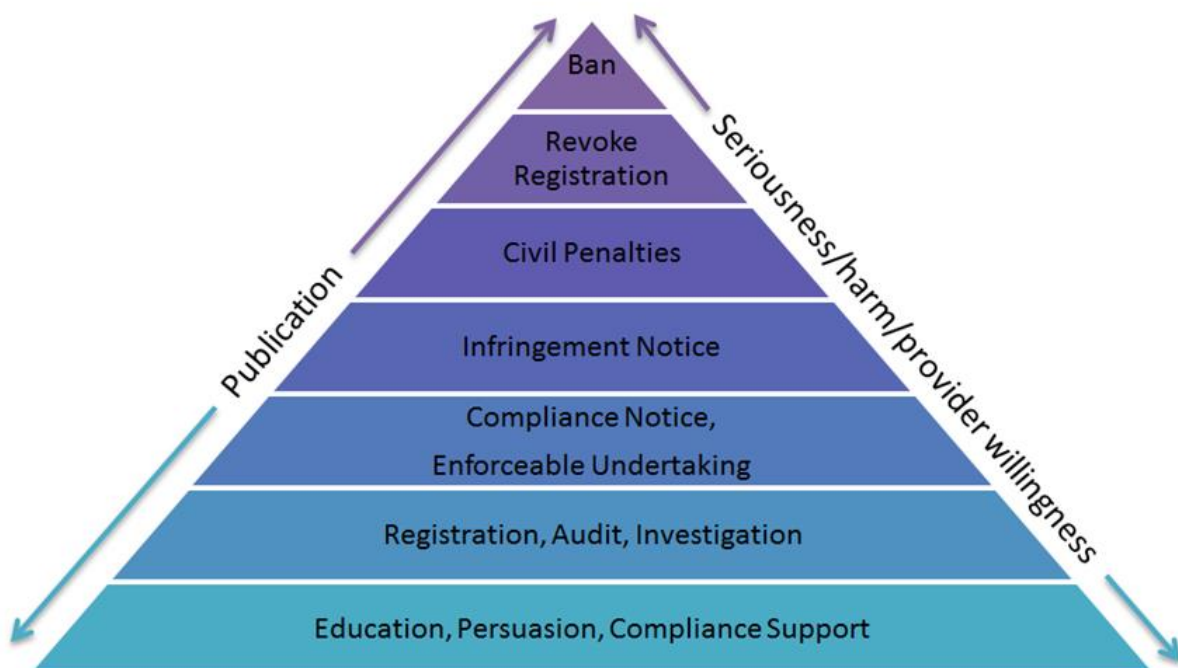 Ban
Revoke
Registration
Civil Penalties
Infringement Notice
Compliance Notice,
Enforceable Undertaking
Registration, Audit, Investigation
Education, Persuasion, Compliance Support
Publication
Seriousness/harm/provider willingness